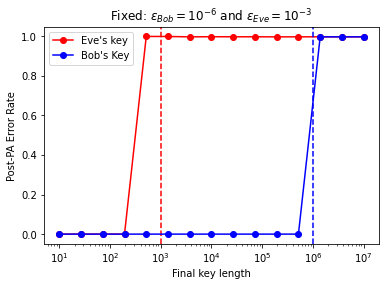 Fixed: ε_Bob = 10^−6 and ε_Eve = 10^−3
Eve's key
Bob's Key
Post-PA Error Rate
1.0
0.8
0.6
0.4
0.2
0.0
10^1 10^2 10^3 10^4 10^5 10^6 10^7
Final key length